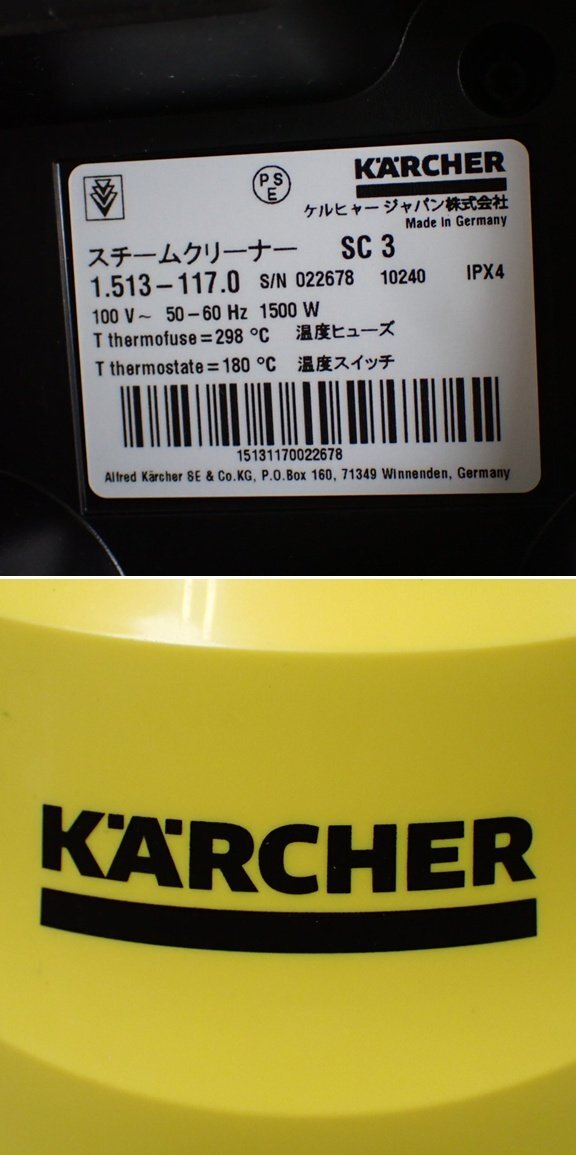 PSE
KÄRCHER
ケルヒャー ジャパン株式会社
Made in Germany
スチームクリーナー SC 3
1.513-117.0 S/N 022678 10240 IPX4
100 V~ 50-60 Hz 1500 W
T thermofuse = 298 °C 温度ヒューズ
T thermostate = 180 °C 温度スイッチ
15131170022678
Alfred Kärcher SE & Co.KG, P.O.Box 160, 71349 Winnenden, Germany
KÄRCHER